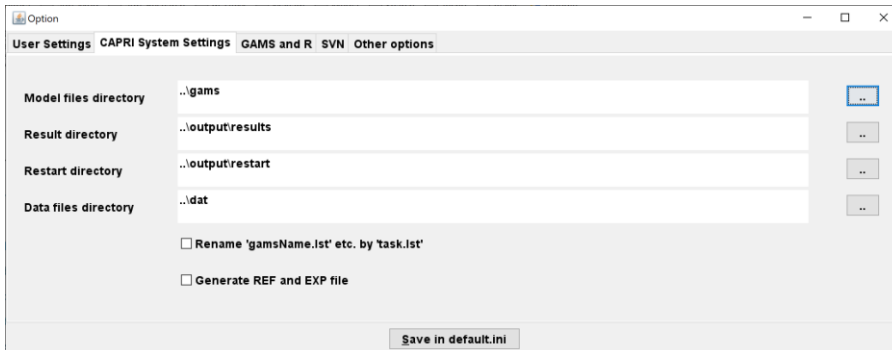 Option
User Settings CAPRI System Settings GAMS and R SVN Other options
Model files directory ..\gams ..
Result directory ..\output\results ..
Restart directory ..\output\restart ..
Data files directory ..\dat ..
Rename 'gamsName.lst' etc. by 'task.lst'
Generate REF and EXP file
Save in default.ini